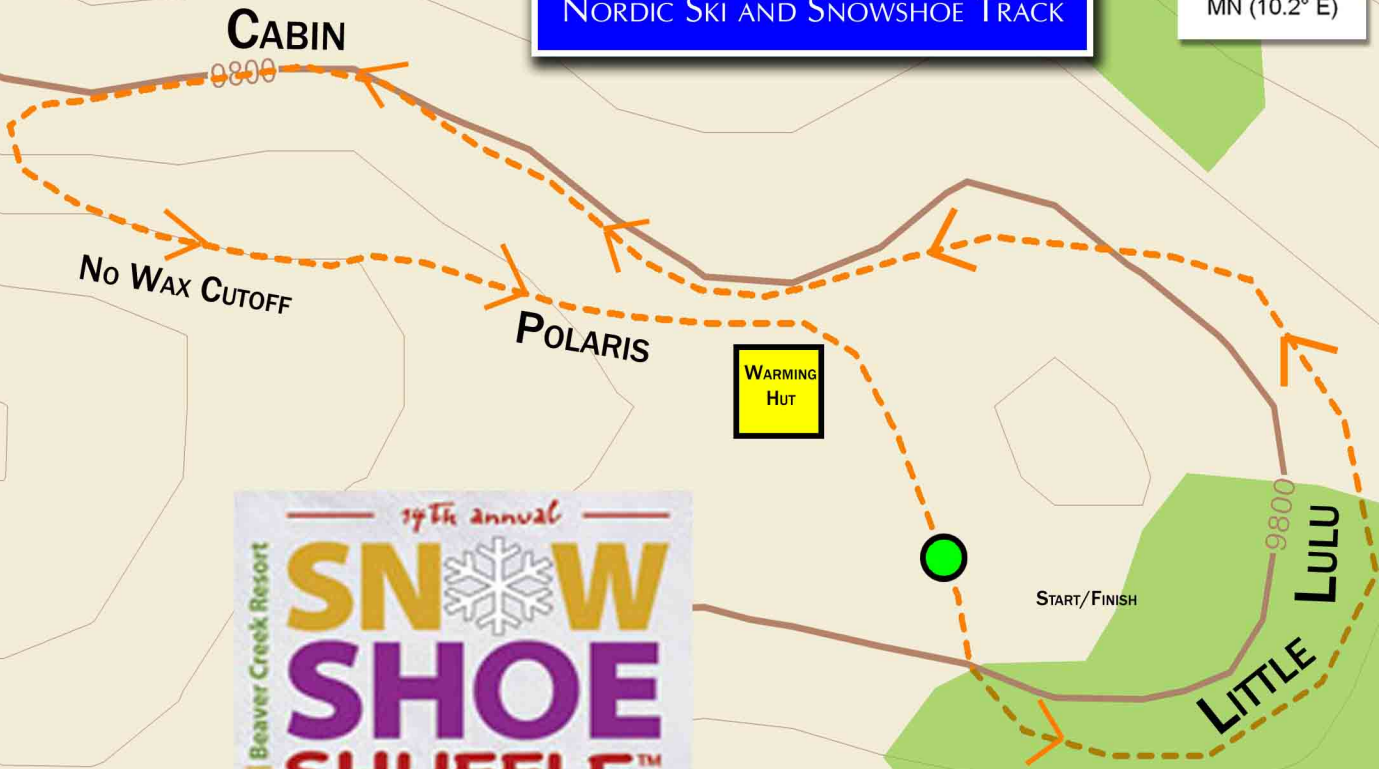 CABIN
9800
NORDIC SKI AND SNOWSHOE TRACK
MN (10.2° E)
NO WAX CUTOFF
POLARIS
WARMING
HUT
START/FINISH
9800
LITTLE LULU
14th annual
Beaver Creek Resort
SNOW
SHOE
SHUFFLE™